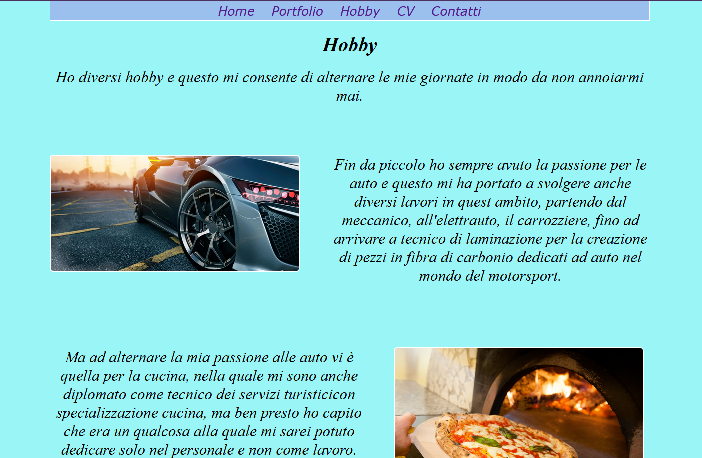 Home Portfolio Hobby CV Contatti
Hobby
Ho diversi hobby e questo mi consente di alternare le mie giornate in modo da non annoiarmi
mai.
Fin da piccolo ho sempre avuto la passione per le
auto e questo mi ha portato a svolgere anche
diversi lavori in quest ambito, partendo dal
meccanico, all'elettrauto, il carrozziere, fino ad
arrivare a tecnico di laminazione per la creazione
di pezzi in fibra di carbonio dedicati ad auto nel
mondo del motorsport.
Ma ad alternare la mia passione alle auto vi è
quella per la cucina, nella quale mi sono anche
diplomato come tecnico dei servizi turisticicon
specializzazione cucina, ma ben presto ho capito
che era un qualcosa alla quale mi sarei potuto
dedicare solo nel personale e non come lavoro.